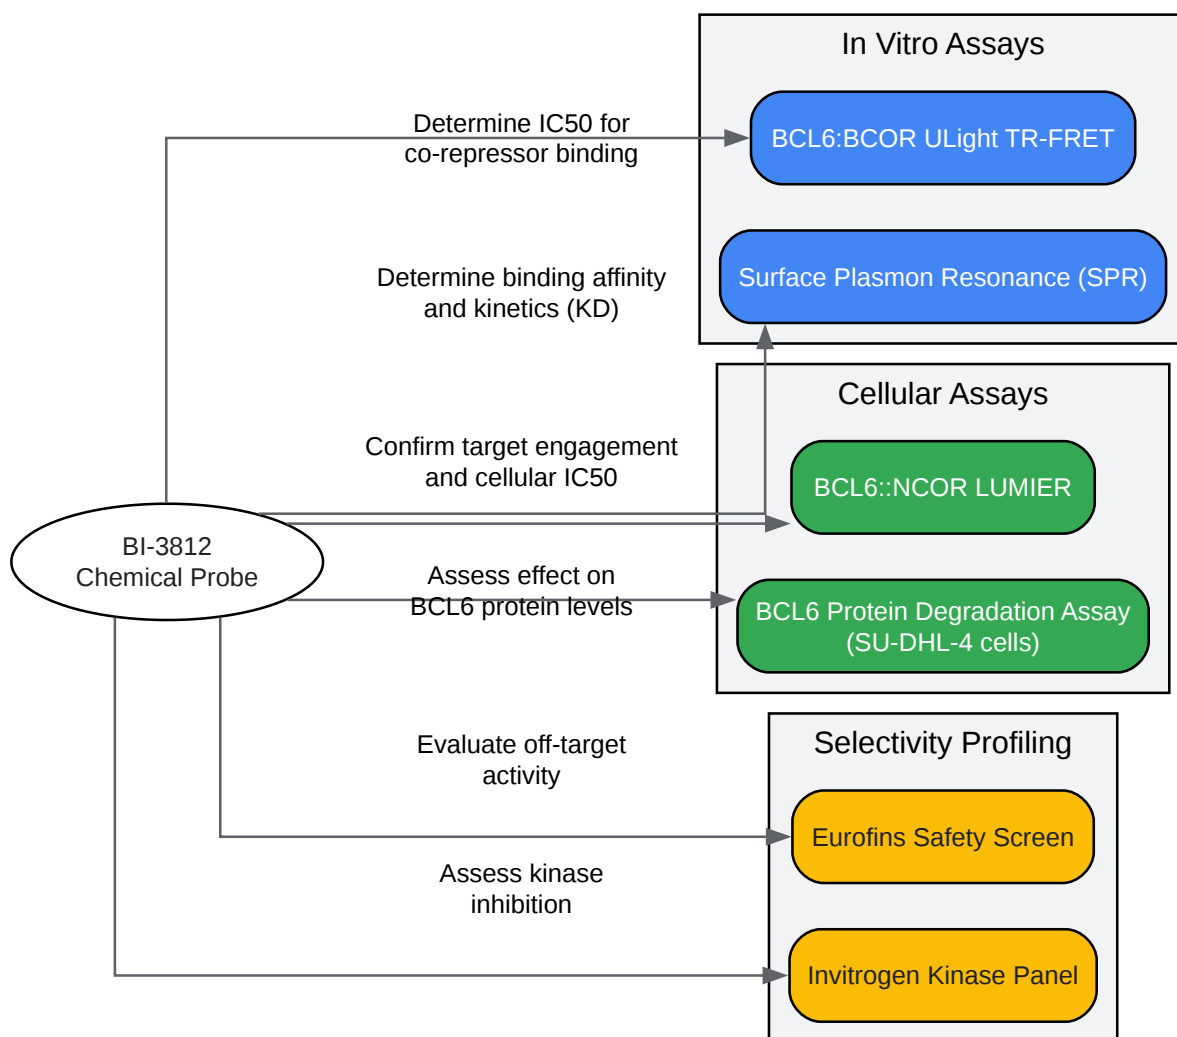 In Vitro Assays
Determine IC50 for
co-repressor binding
BCL6:BCOR ULight TR-FRET
Determine binding affinity
and kinetics (KD)
Surface Plasmon Resonance (SPR)
Cellular Assays
Confirm target engagement
and cellular IC50
BCL6::NCOR LUMIER
BI-3812
Chemical Probe
Assess effect on
BCL6 protein levels
BCL6 Protein Degradation Assay
(SU-DHL-4 cells)
Selectivity Profiling
Evaluate off-target
activity
Eurofins Safety Screen
Assess kinase
inhibition
Invitrogen Kinase Panel